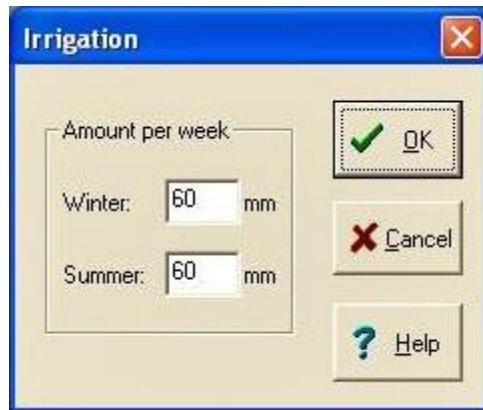 Irrigation
Amount per week
Winter: 60 mm
Summer: 60 mm
OK
Cancel
Help